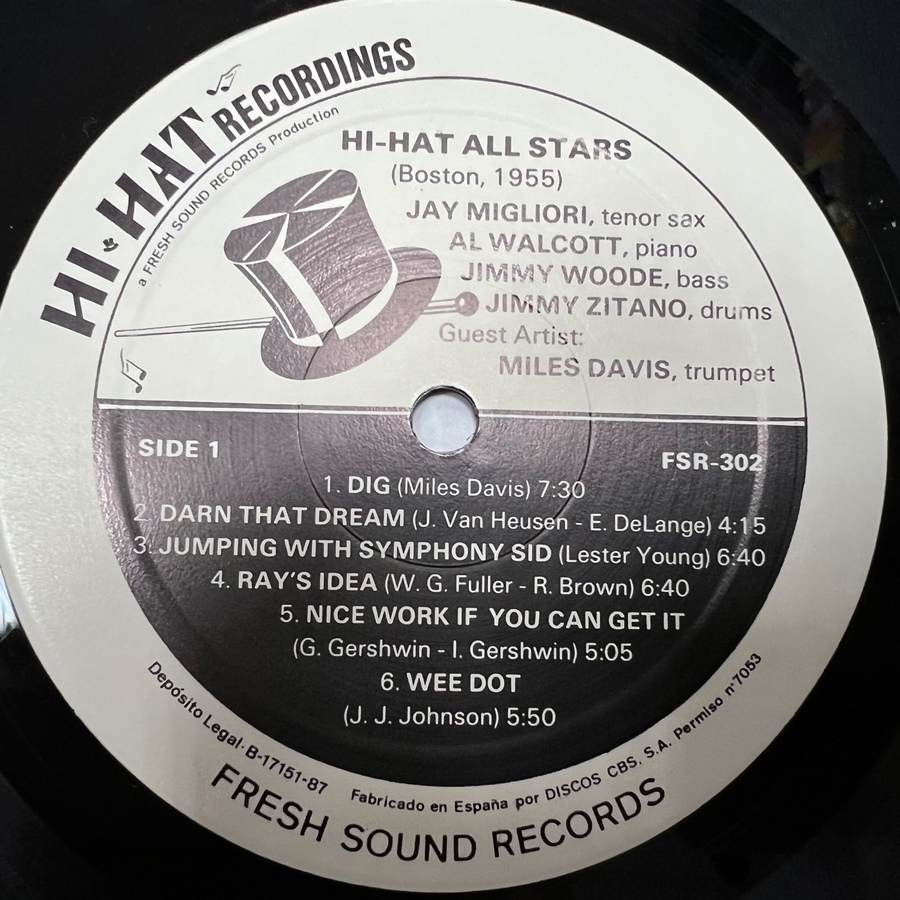 HI-HAT RECORDINGS
a FRESH SOUND RECORDS Production
HI-HAT ALL STARS
(Boston, 1955)
JAY MIGLIORI, tenor sax
AL WALCOTT, piano
JIMMY WOODE, bass
JIMMY ZITANO, drums
Guest Artist:
MILES DAVIS, trumpet
SIDE 1
FSR-302
1. DIG (Miles Davis) 7:30
2. DARN THAT DREAM (J. Van Heusen - E. DeLange) 4:15
3. JUMPING WITH SYMPHONY SID (Lester Young) 6:40
4. RAY'S IDEA (W. G. Fuller - R. Brown) 6:40
5. NICE WORK IF YOU CAN GET IT
(G. Gershwin - I. Gershwin) 5:05
6. WEE DOT
(J. J. Johnson) 5:50
Depósito Legal· B-17151-87 Fabricado en España por DISCOS CBS, S.A. Permiso nº 7053
FRESH SOUND RECORDS